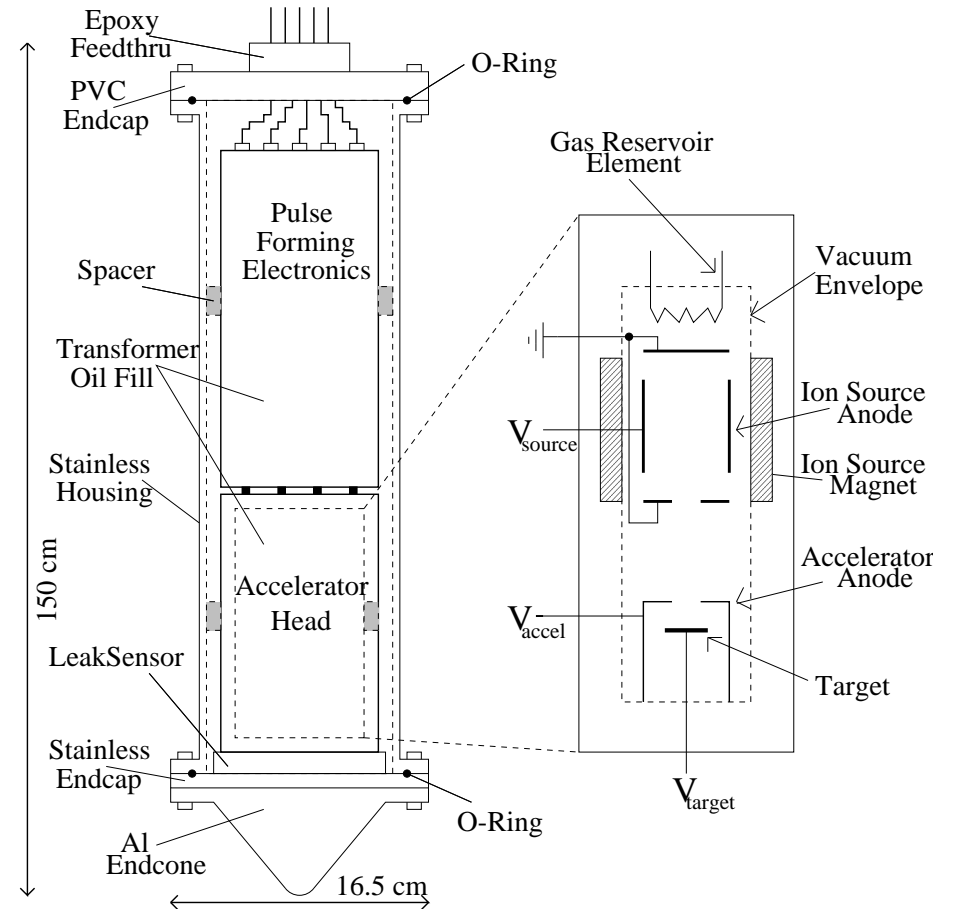 Epoxy
Feedthru
O-Ring
PVC
Endcap
Gas Reservoir
Element
Pulse
Forming
Electronics
Spacer
Vacuum
Envelope
Transformer
Oil Fill
Ion Source
Anode
Vsource
Stainless
Housing
Ion Source
Magnet
150 cm
Accelerator
Head
Accelerator
Anode
Vaccel
LeakSensor
Target
Stainless
Endcap
Vtarget
O-Ring
Al
Endcone
16.5 cm